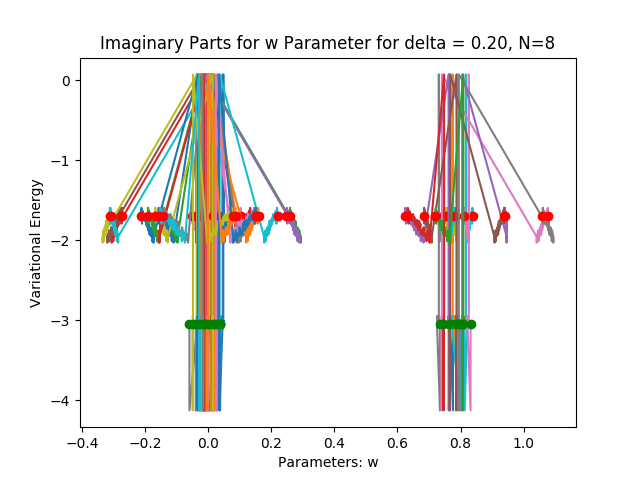 Imaginary Parts for w Parameter for delta = 0.20, N=8
Variational Energy
0
−1
−2
−3
−4
−0.4 −0.2 0.0 0.2 0.4 0.6 0.8 1.0
Parameters: w